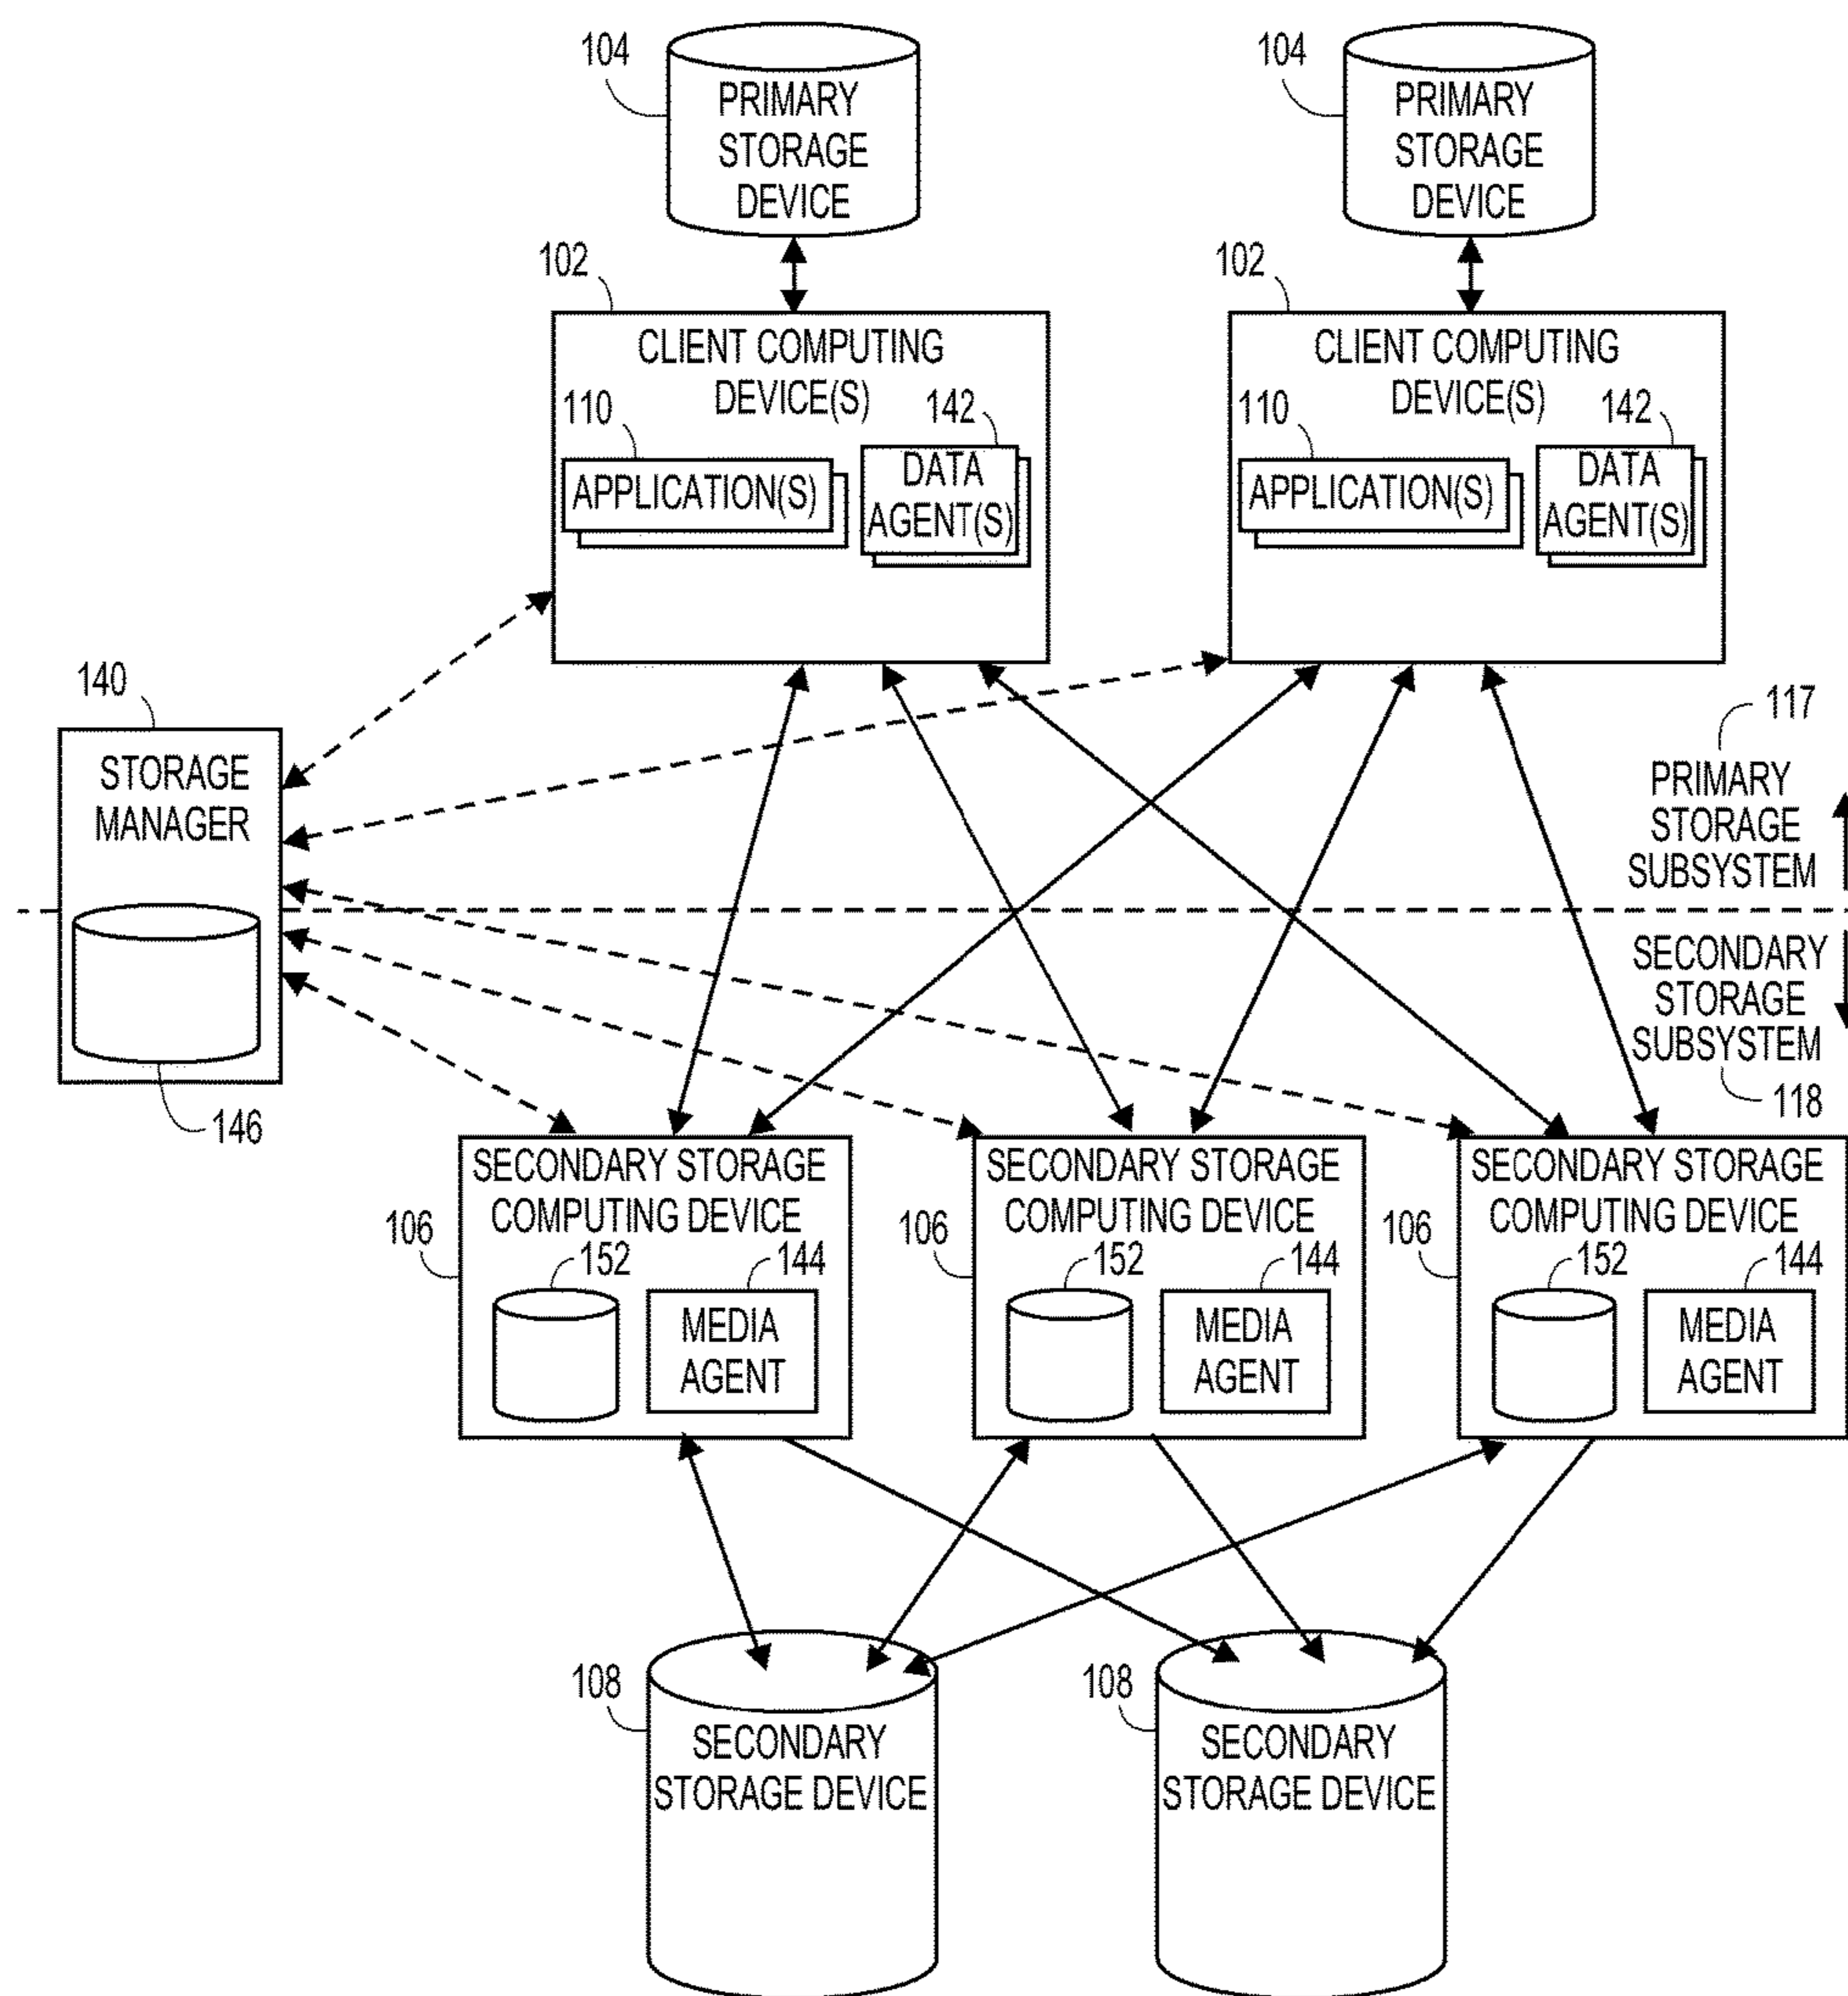 104
PRIMARY
STORAGE
DEVICE
104
PRIMARY
STORAGE
DEVICE
102
CLIENT COMPUTING
DEVICE(S)
110
142
APPLICATION(S)
DATA
AGENT(S)
102
CLIENT COMPUTING
DEVICE(S)
110
142
APPLICATION(S)
DATA
AGENT(S)
140
STORAGE
MANAGER
146
117
PRIMARY
STORAGE
SUBSYSTEM
SECONDARY
STORAGE
SUBSYSTEM
118
SECONDARY STORAGE
COMPUTING DEVICE
106
152
144
MEDIA
AGENT
SECONDARY STORAGE
COMPUTING DEVICE
106
152
144
MEDIA
AGENT
SECONDARY STORAGE
COMPUTING DEVICE
106
152
144
MEDIA
AGENT
108
SECONDARY
STORAGE DEVICE
108
SECONDARY
STORAGE DEVICE